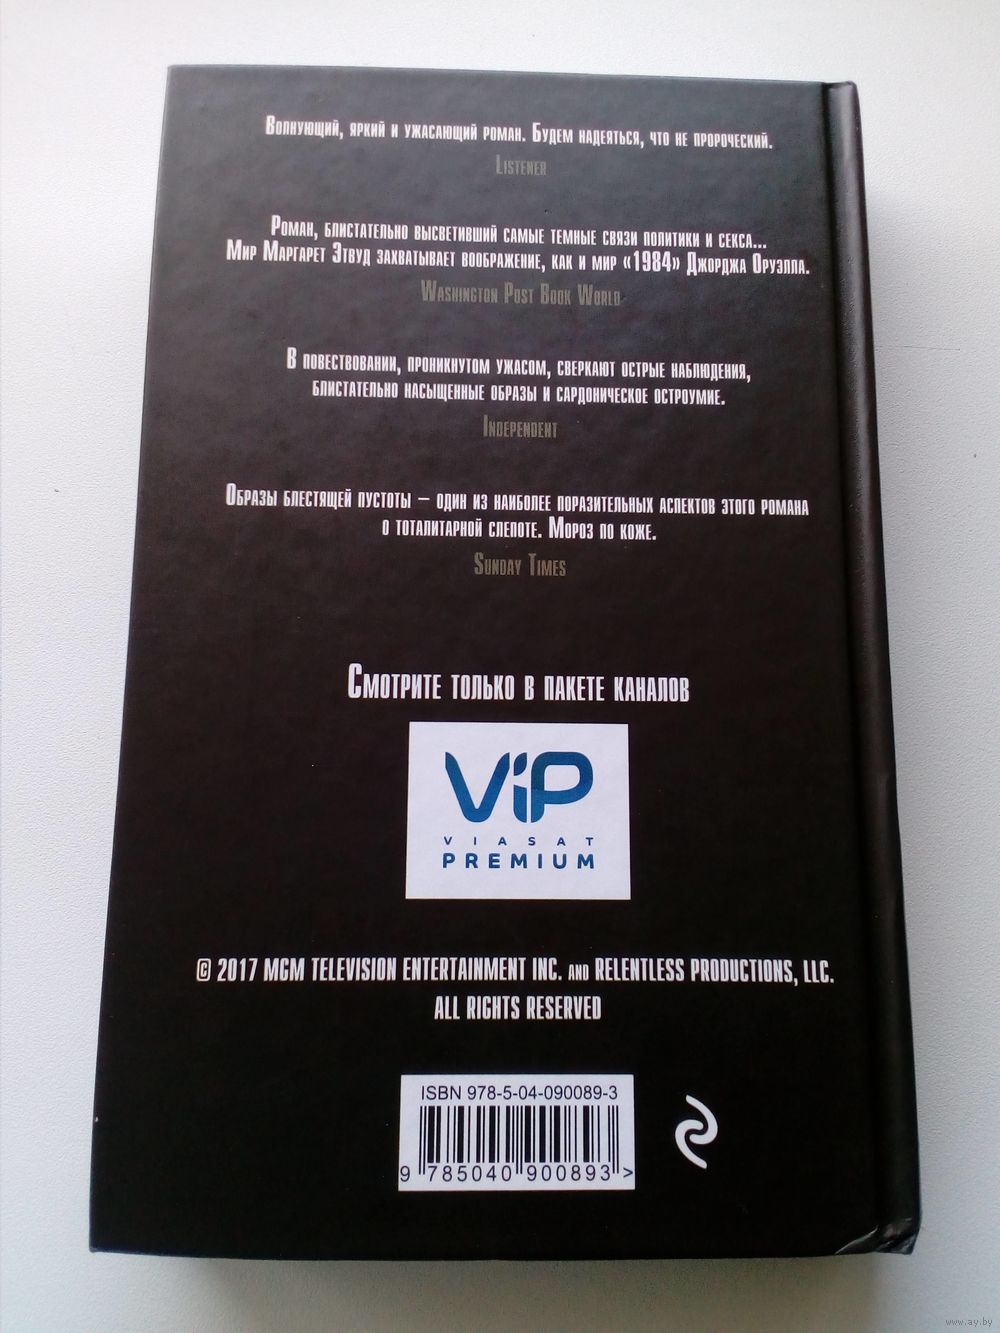 Волнующий, яркий и ужасающий роман. Будем надеяться, что не пророческий.
Listener
Роман, блистательно высветивший самые темные связи политики и секса...
Мир Маргарет Этвуд захватывает воображение, как и мир «1984» Джорджа Оруэлла.
Washington Post Book World
В повествовании, проникнутом ужасом, сверкают острые наблюдения,
блистательно насыщенные образы и сардоническое остроумие.
Independent
Образы блестящей пустоты – один из наиболее поразительных аспектов этого романа
о тоталитарной слепоте. Мороз по коже.
Sunday Times
Смотрите только в пакете каналов
ViP
VIASAT
PREMIUM
© 2017 MGM TELEVISION ENTERTAINMENT INC. AND RELENTLESS PRODUCTIONS, LLC.
ALL RIGHTS RESERVED
ISBN 978-5-04-090089-3
9 785040 900893 >
www.ay.by